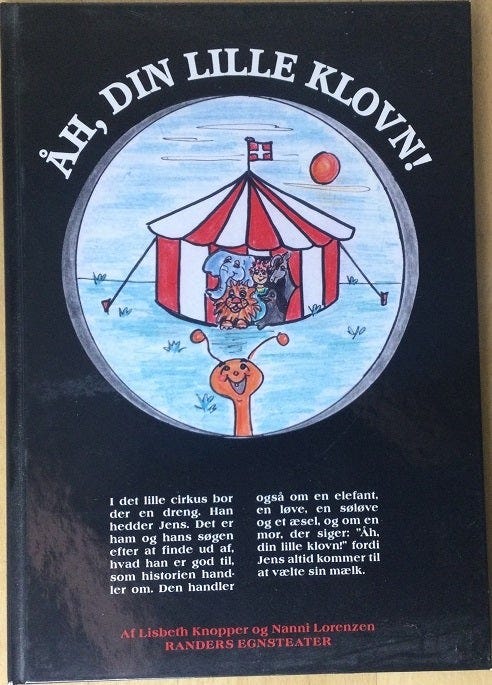 ÅH, DIN LILLE KLOVN!
I det lille cirkus bor
der en dreng. Han
hedder Jens. Det er
ham og hans søgen
efter at finde ud af,
hvad han er god til,
som historien hand-
ler om. Den handler
også om en elefant,
en løve, en søløve
og et æsel, og om en
mor, der siger: "Åh,
din lille klovn!" fordi
Jens altid kommer til
at vælte sin mælk.
Af Lisbeth Knopper og Nanni Lorenzen
RANDERS EGNSTEATER